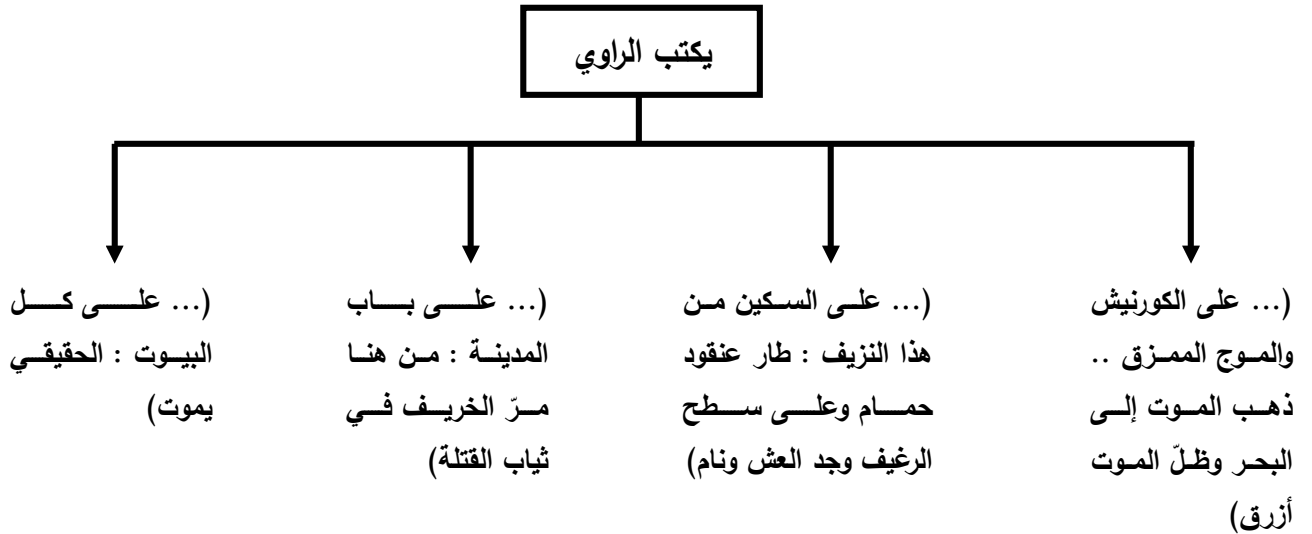 يكتب الراوي
(... على الكورنيش
والموج الممزق ..
ذهب الموت إلى
البحر وظلّ الموت
أزرق)
(... على السكين من
هذا النزيف : طار عنقود
حمام وعلى سطح
الرغيف وجد العش ونام)
(... على باب
المدينة : من هنا
مرّ الخريف في
ثياب القتلة)
(... على كل
البيوت : الحقيقي
يموت)